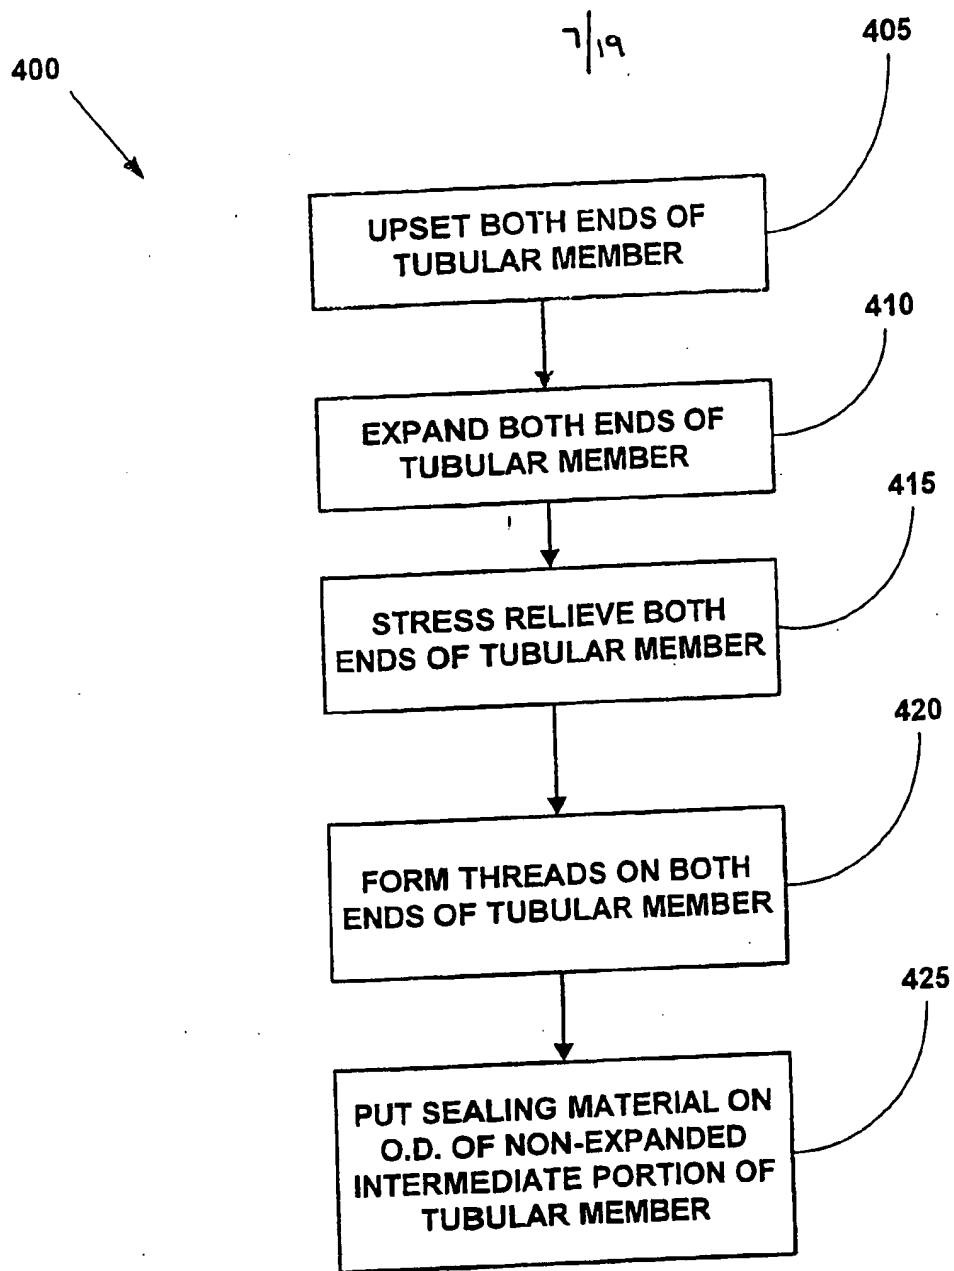 7/19
405
400
UPSET BOTH ENDS OF
TUBULAR MEMBER
410
EXPAND BOTH ENDS OF
TUBULAR MEMBER
415
STRESS RELIEVE BOTH
ENDS OF TUBULAR MEMBER
420
FORM THREADS ON BOTH
ENDS OF TUBULAR MEMBER
425
PUT SEALING MATERIAL ON
O.D. OF NON-EXPANDED
INTERMEDIATE PORTION OF
TUBULAR MEMBER